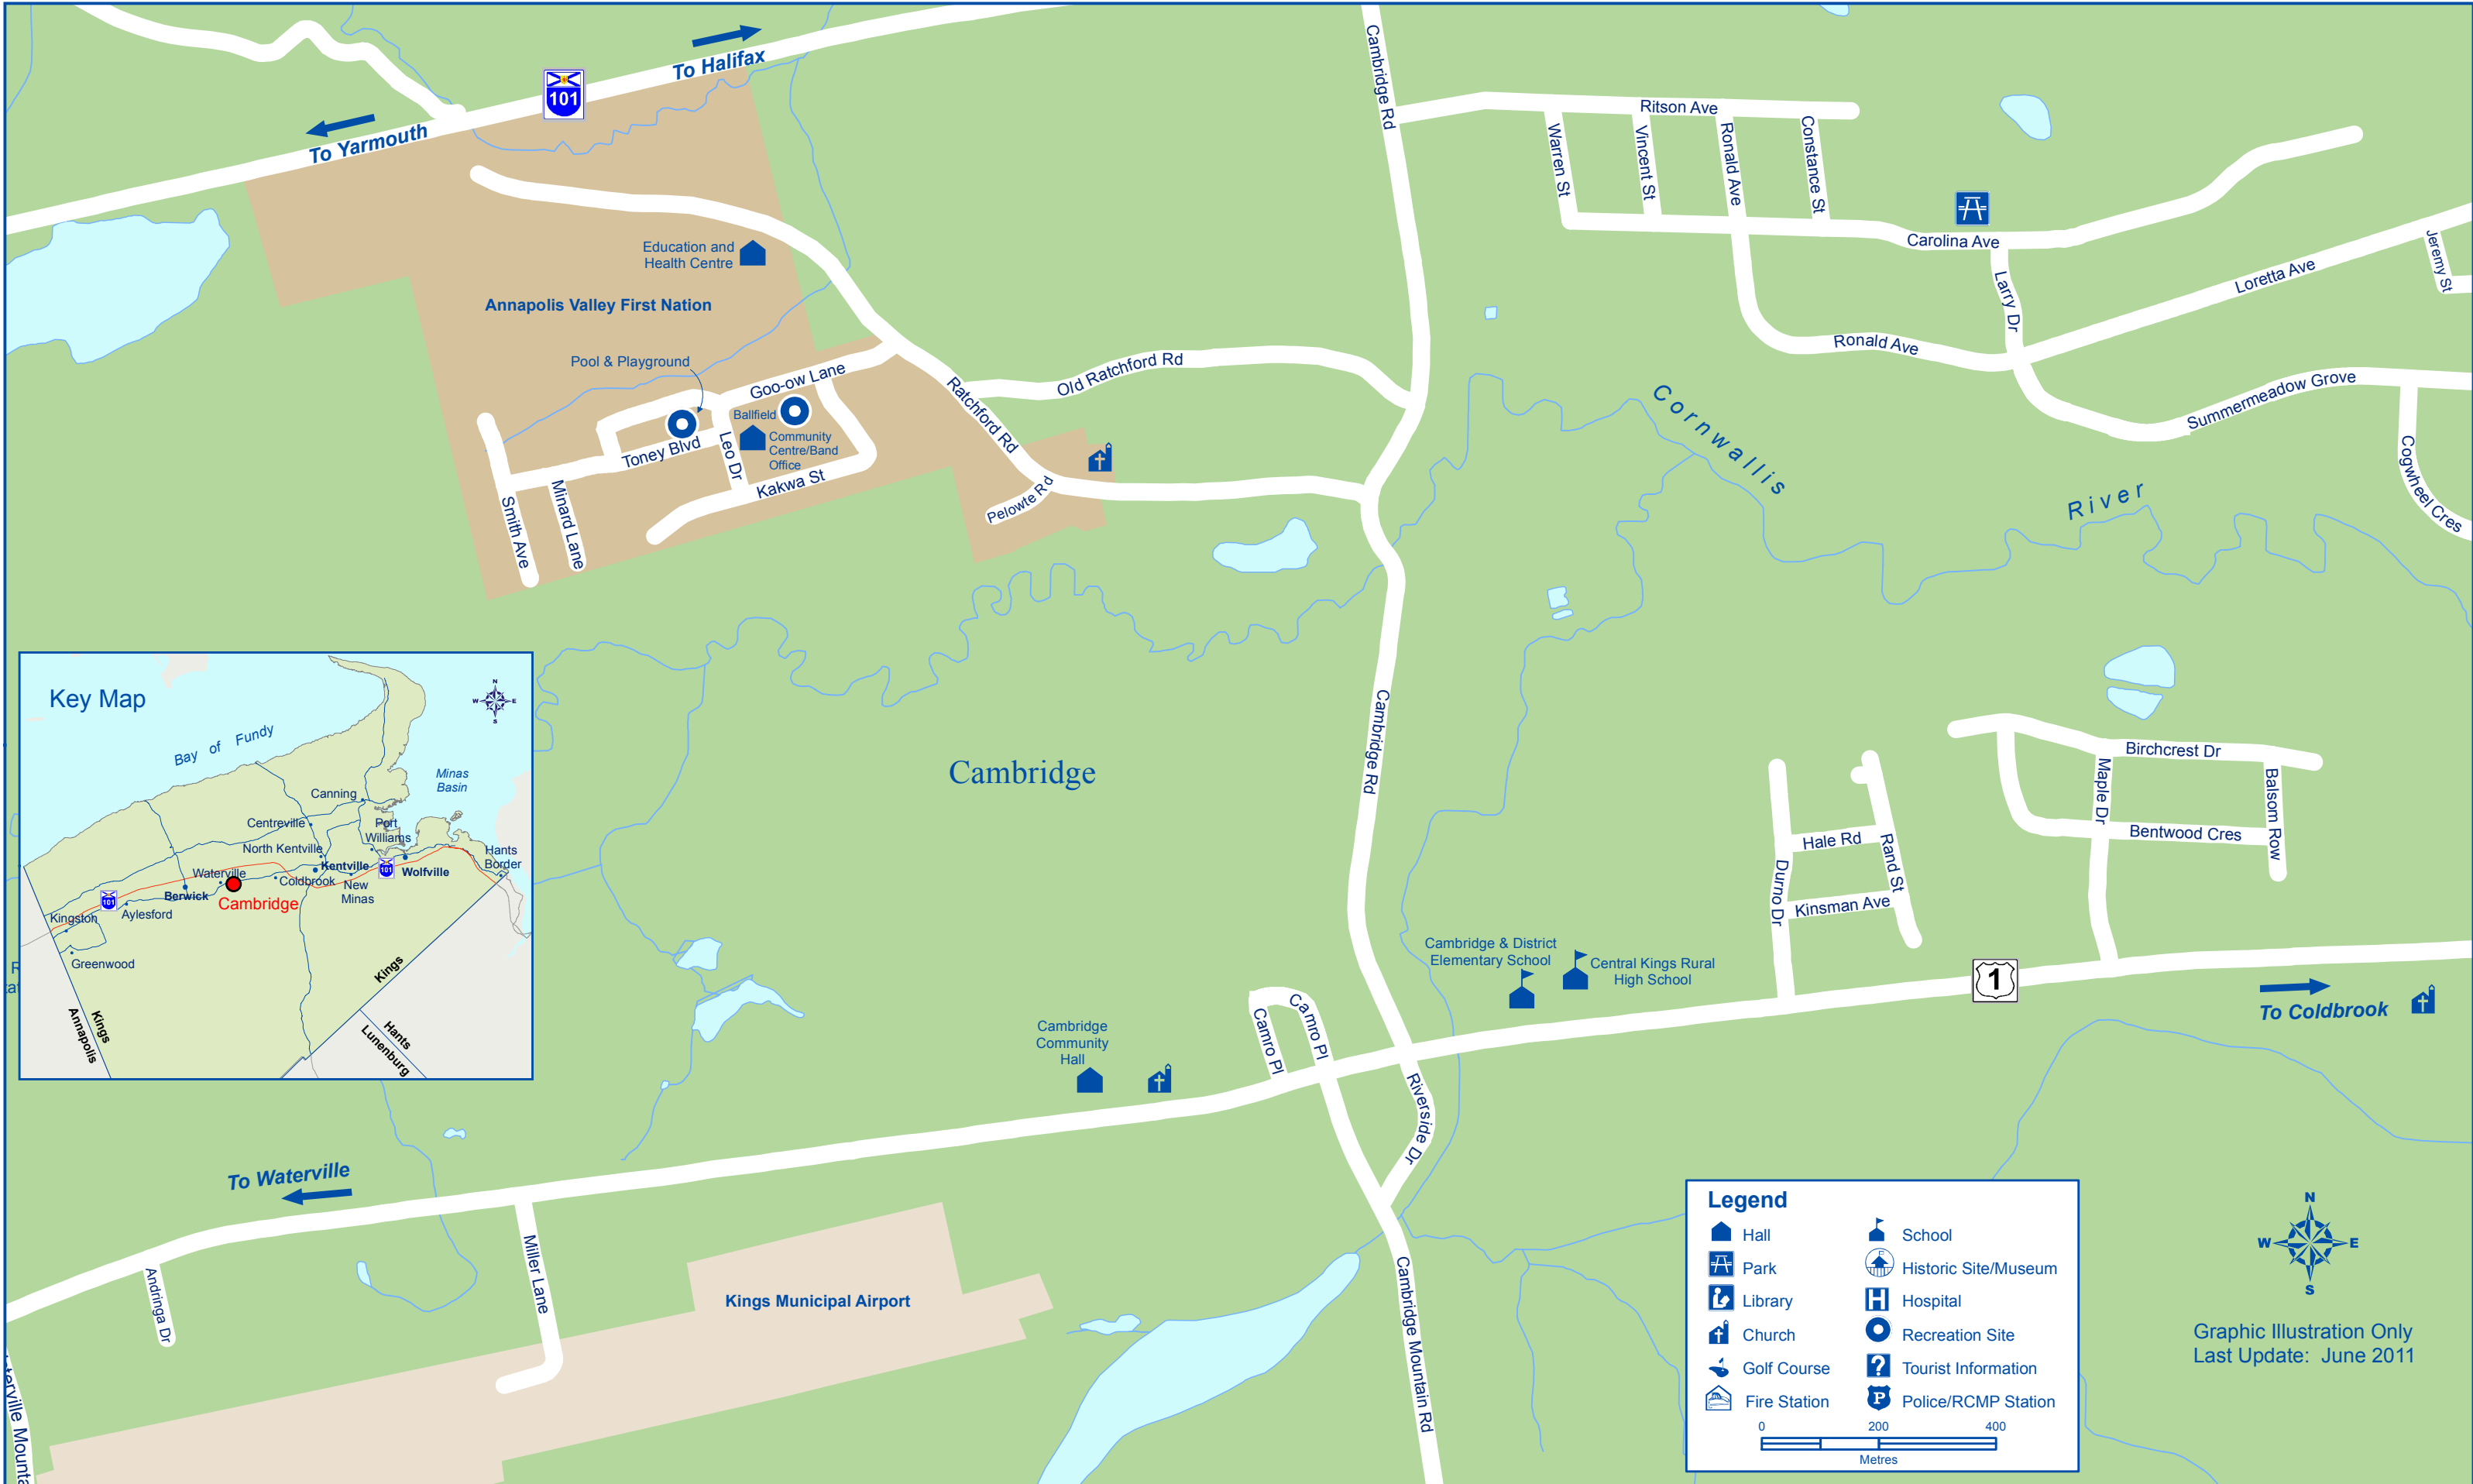 To Halifax
101
To Yarmouth
Cambridge Rd
Ritson Ave
Warren St
Vincent St
Ronald Ave
Constance St
Carolina Ave
Larry Dr
Loretta Ave
Jeremy St
Ronald Ave
Summermeadow Grove
Cogwheel Cres
Education and
Health Centre
Annapolis Valley First Nation
Pool & Playground
Goo-ow Lane
Ballfield
Community
Centre/Band
Office
Toney Blvd
Leo Dr
Kakwa St
Smith Ave
Minard Lane
Ratchford Rd
Old Ratchford Rd
Pelowte Rd
Cornwallis
River
Key Map
N
W
E
S
Bay of Fundy
Minas
Basin
Canning
Centreville
Port
Williams
North Kentville
Kentville
101
Wolfville
Hants
Border
Waterville
Berwick
Coldbrook
New
Minas
Cambridge
101
Kingston
Aylesford
Greenwood
Kings
Annapolis
Kings
Hants
Lunenburg
Cambridge
Cambridge Rd
Birchcrest Dr
Maple Dr
Balsom Row
Bentwood Cres
Hale Rd
Rand St
Durno Dr
Kinsman Ave
Cambridge & District
Elementary School
Central Kings Rural
High School
1
To Coldbrook
Cambridge
Community
Hall
Camro Pl
Camro Pl
Riverside Dr
To Waterville
Miller Lane
Andringa Dr
Kings Municipal Airport
Cambridge Mountain Rd
Legend
Hall
School
Park
Historic Site/Museum
Library
H
Hospital
Church
Recreation Site
Golf Course
?
Tourist Information
Fire Station
P
Police/RCMP Station
0 200 400
Metres
N
W
E
S
Graphic Illustration Only
Last Update: June 2011